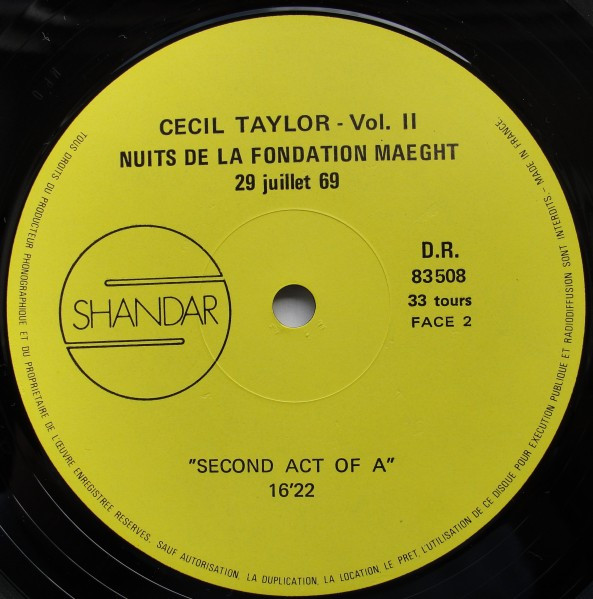 CECIL TAYLOR - Vol. II
NUITS DE LA FONDATION MAEGHT
29 juillet 69
SHANDAR
D.R.
83508
33 tours
FACE 2
"SECOND ACT OF A"
16'22
TOUS DROITS DU PRODUCTEUR PHONOGRAPHIQUE ET DU PROPRIETAIRE DE L'ŒUVRE ENREGISTREE RESERVES. SAUF AUTORISATION. LA DUPLICATION. LA LOCATION. LE PRET. L'UTILISATION DE CE DISQUE POUR EXECUTION PUBLIQUE ET RADIODIFFUSION SONT INTERDITS. - MADE IN FRANCE.